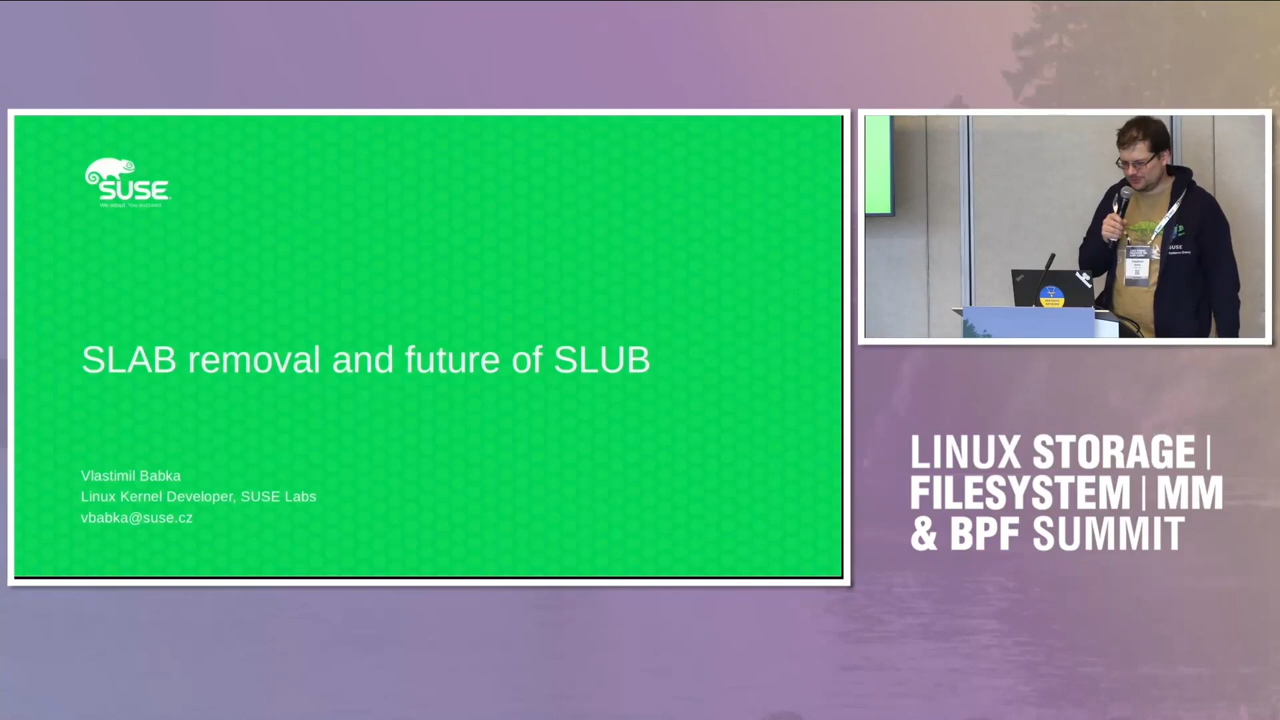 SUSE
SLAB removal and future of SLUB
Vlastimil Babka
Linux Kernel Developer, SUSE Labs
vbabka@suse.cz
SUSE
LINUX STORAGE |
FILESYSTEM | MM
& BPF SUMMIT